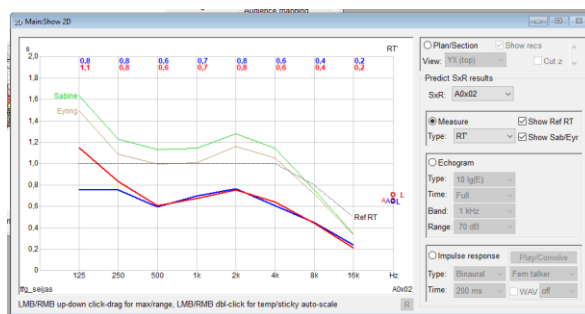 Audience mapping
MainShow 2D
s
RT'
0,8 0,8 0,6 0,7 0,8 0,6 0,4 0,2
1,1 0,8 0,6 0,7 0,8 0,6 0,4 0,2
2,0
1,8
1,6
1,4
1,2
1,0
0,8
0,6
0,4
0,2
0
Sabine
Eyring
Ref RT
L
AAL
125 250 500 1k 2k 4k 8k 16k Hz
tfg_seijas
A0x02
LMB/RMB up-down click-drag for max/range, LMB/RMB dbl-click for temp/sticky auto-scale
R
Plan/Section
Show recs
View: YX (top)
Cut z
Predict SxR results
SxR: A0x02
Measure
Show Ref RT
Type: RT'
Show Sab/Eyr
Echogram
Type: 10 lg(E)
Time: Full
Band: 1 kHz
Range: 70 dB
Impulse response
Play/Convolve
Type: Binaural
Fem talker
Time: 200 ms
WAV
off